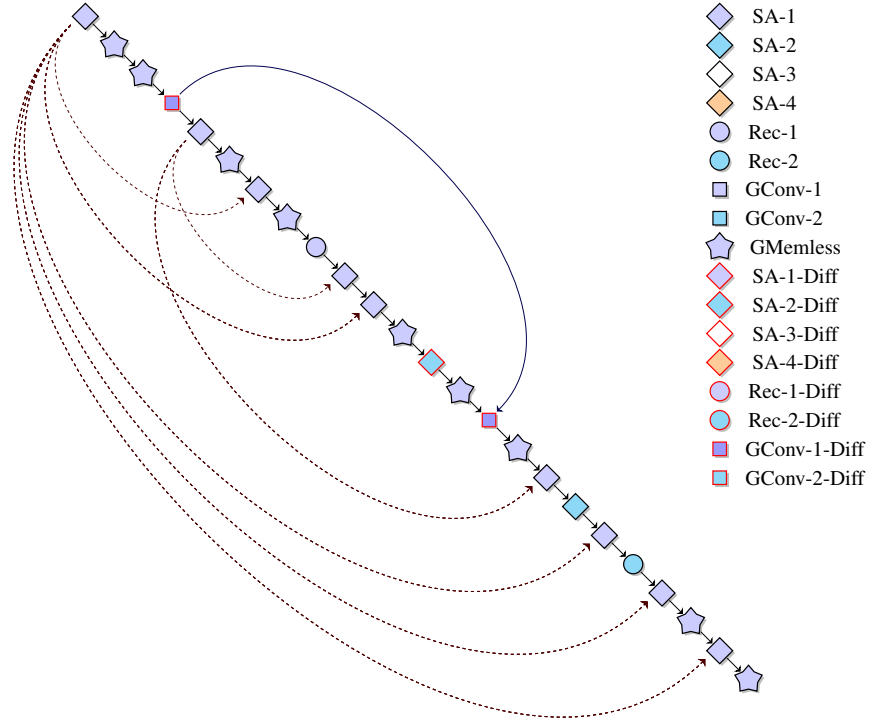 SA-1
SA-2
SA-3
SA-4
Rec-1
Rec-2
GConv-1
GConv-2
GMemless
SA-1-Diff
SA-2-Diff
SA-3-Diff
SA-4-Diff
Rec-1-Diff
Rec-2-Diff
GConv-1-Diff
GConv-2-Diff